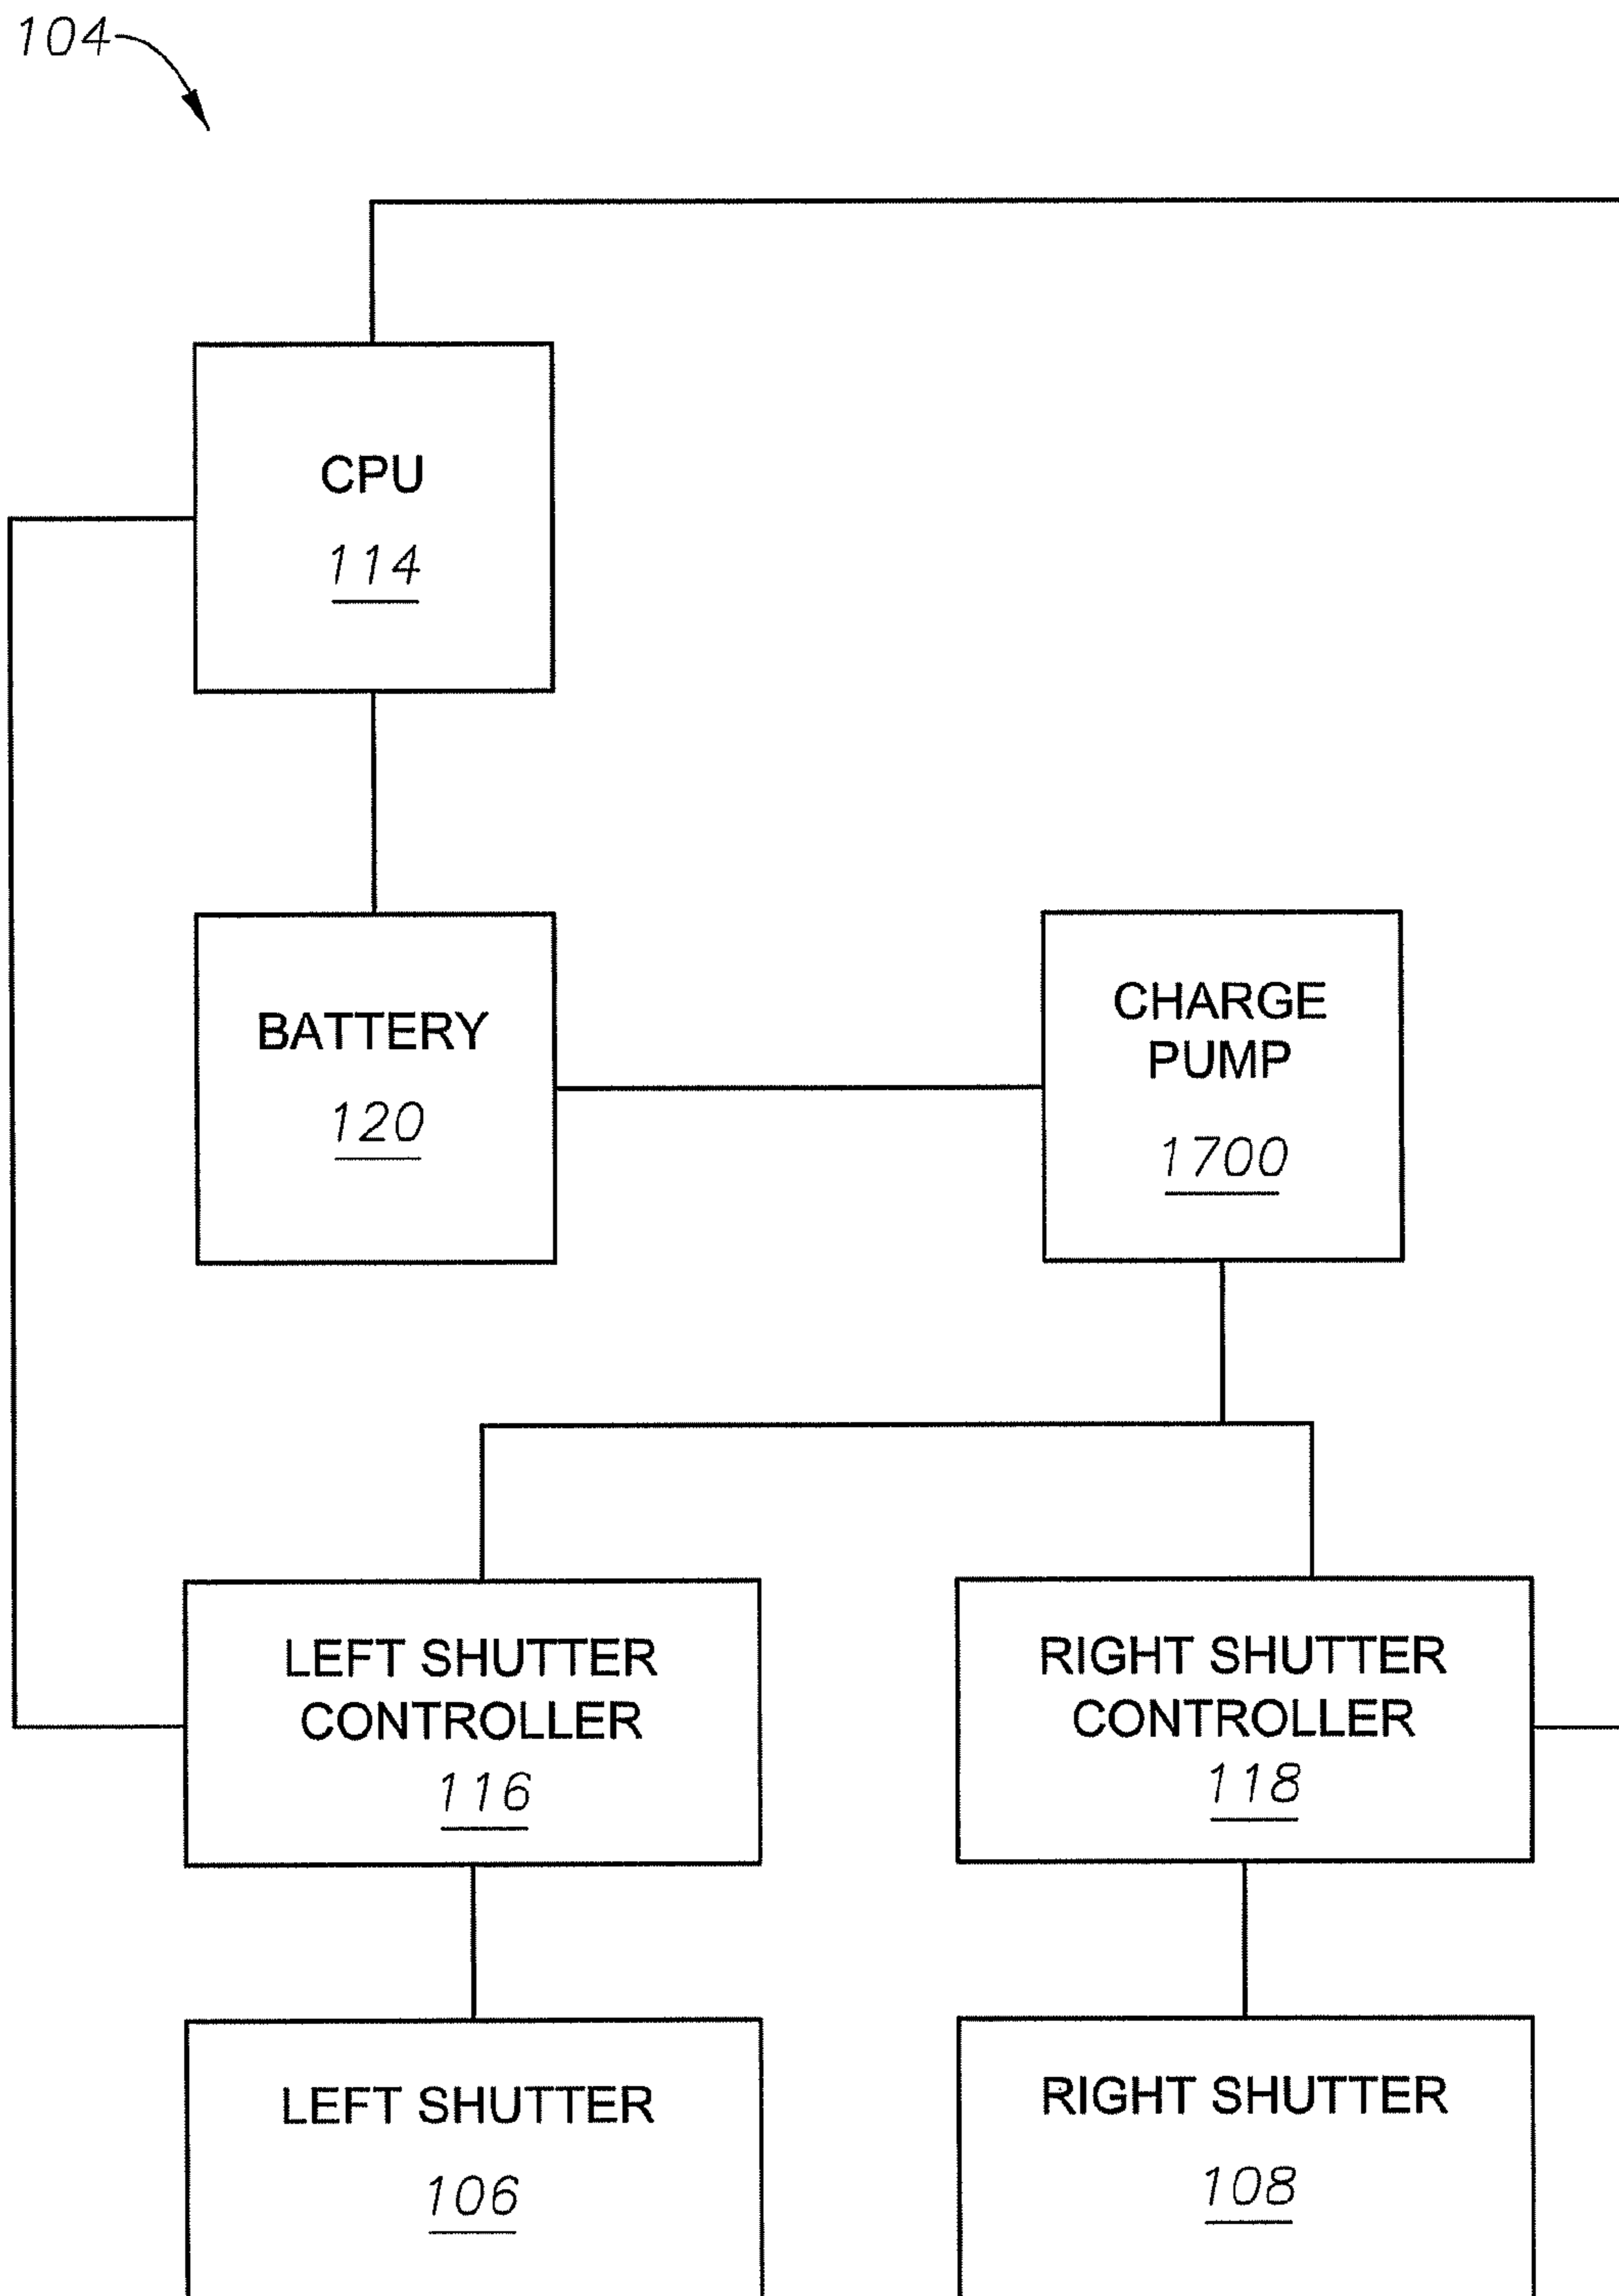 104
CPU
114
BATTERY
120
CHARGE
PUMP
1700
LEFT SHUTTER
CONTROLLER
116
RIGHT SHUTTER
CONTROLLER
118
LEFT SHUTTER
106
RIGHT SHUTTER
108